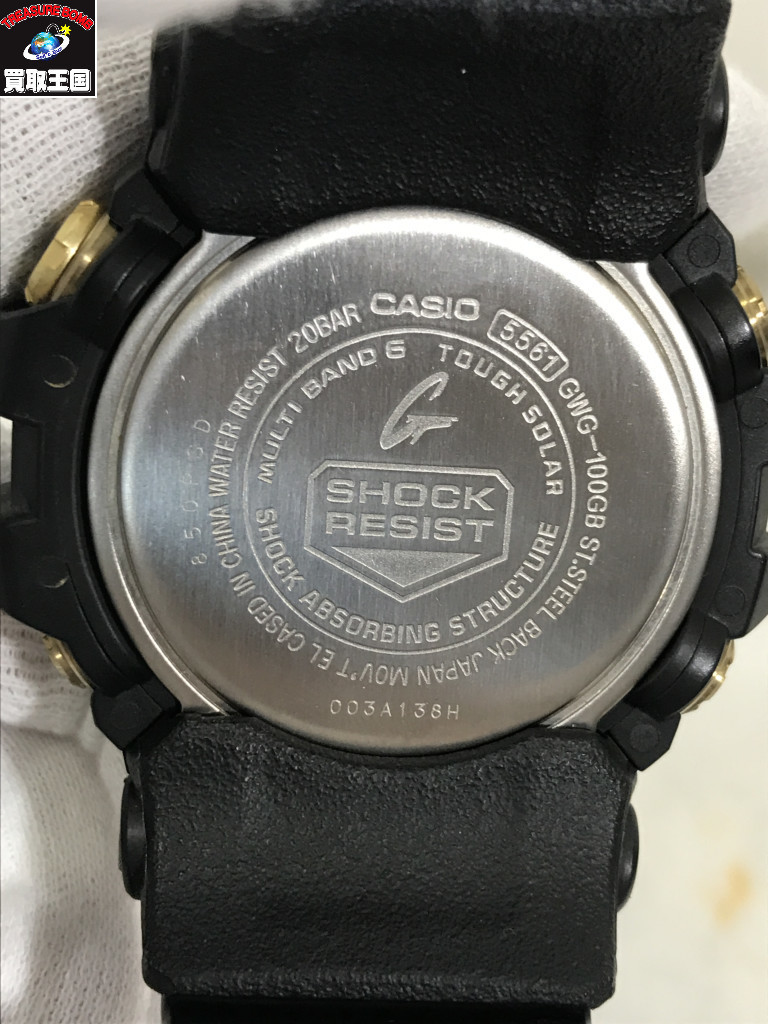 TREASURE BOMB
買取王国
CASIO 5561 GWG-100GB ST.STEEL BACK JAPAN MOV'T EL CASED IN CHINA WATER RESIST 20BAR
MULTI BAND 6 TOUGH SOLAR
G
SHOCK
RESIST
SHOCK ABSORBING STRUCTURE
003A138H